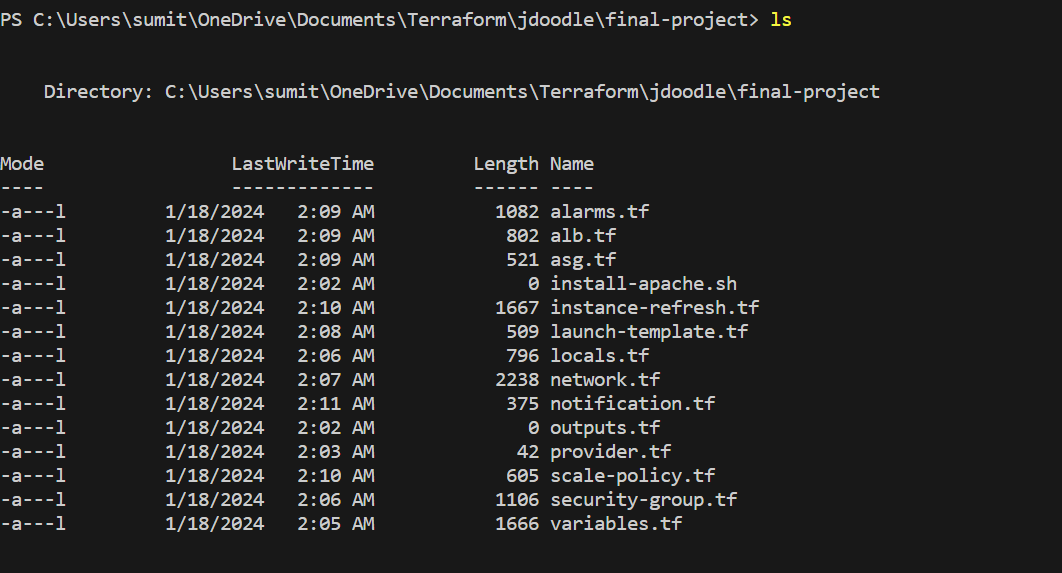 PS C:\Users\sumit\OneDrive\Documents\Terraform\jdoodle\final-project> ls
Directory: C:\Users\sumit\OneDrive\Documents\Terraform\jdoodle\final-project
Mode                 LastWriteTime         Length Name
----                 -------------         ------ ----
-a---l         1/18/2024   2:09 AM           1082 alarms.tf
-a---l         1/18/2024   2:09 AM            802 alb.tf
-a---l         1/18/2024   2:09 AM            521 asg.tf
-a---l         1/18/2024   2:02 AM              0 install-apache.sh
-a---l         1/18/2024   2:10 AM           1667 instance-refresh.tf
-a---l         1/18/2024   2:08 AM            509 launch-template.tf
-a---l         1/18/2024   2:06 AM            796 locals.tf
-a---l         1/18/2024   2:07 AM           2238 network.tf
-a---l         1/18/2024   2:11 AM            375 notification.tf
-a---l         1/18/2024   2:02 AM              0 outputs.tf
-a---l         1/18/2024   2:03 AM             42 provider.tf
-a---l         1/18/2024   2:10 AM            605 scale-policy.tf
-a---l         1/18/2024   2:06 AM           1106 security-group.tf
-a---l         1/18/2024   2:05 AM           1666 variables.tf